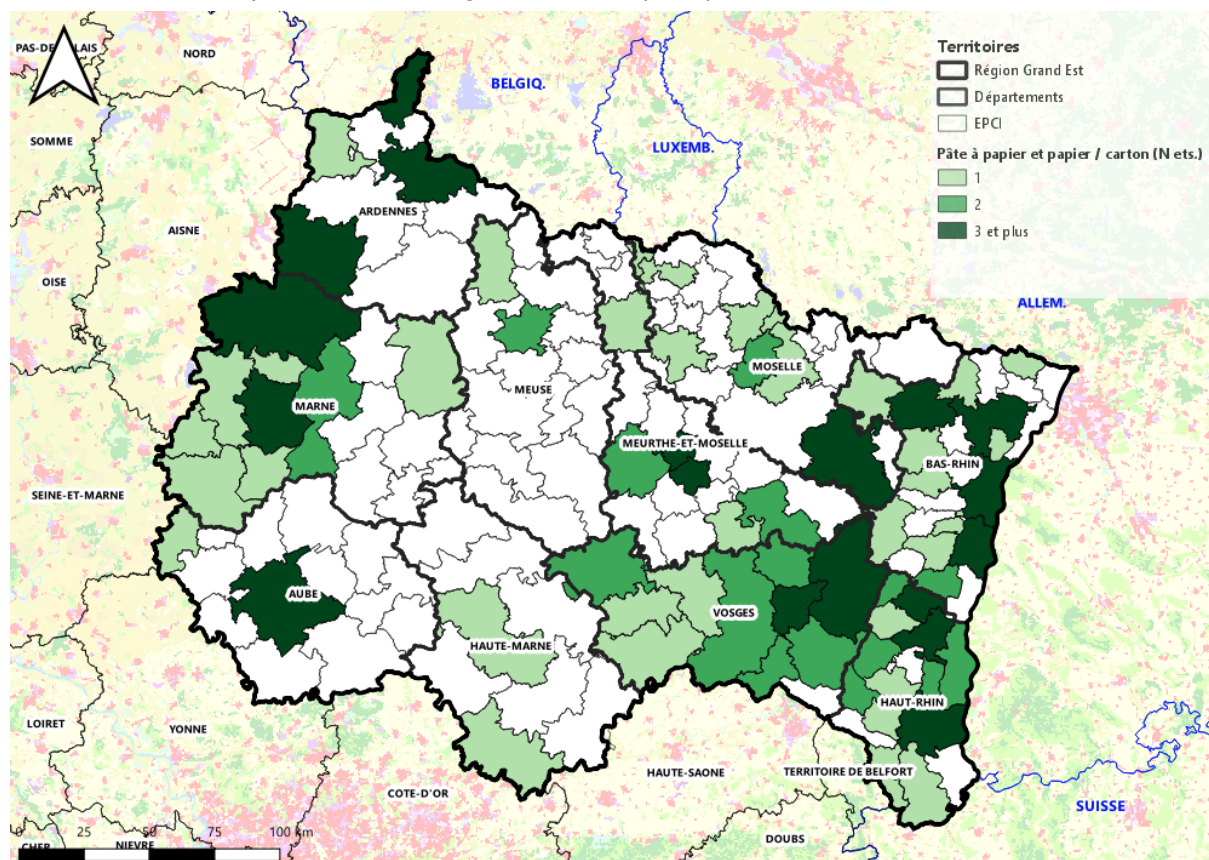 PAS-DE-CALAIS
NORD
BELGIQ.
SOMME
LUXEMB.
AISNE
ARDENNES
OISE
ALLEM.
MOSELLE
MEUSE
MARNE
MEURTHE-ET-MOSELLE
BAS-RHIN
SEINE-ET-MARNE
AUBE
VOSGES
HAUTE-MARNE
HAUT-RHIN
LOIRET
YONNE
HAUTE-SAONE
TERRITOIRE DE BELFORT
COTE-D'OR
SUISSE
DOUBS
CHER
NIEVRE
0 25 50 75 100 km
Territoires
Région Grand Est
Départements
EPCI
Pâte à papier et papier / carton (N ets.)
1
2
3 et plus